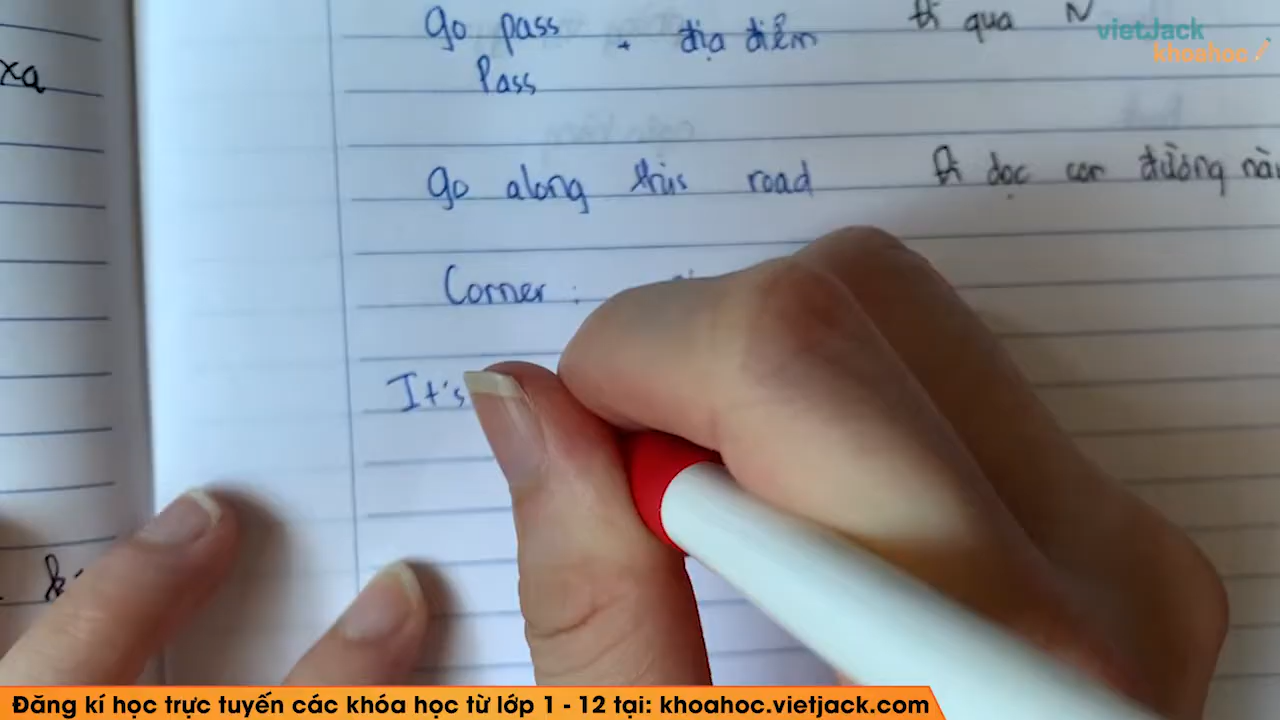 xa
go pass + địa điểm Đi qua N
Pass
go along this road Đi dọc con đường này
Corner :
It's
vietJack
khoahoc
Đăng kí học trực tuyến các khóa học từ lớp 1 - 12 tại: khoahoc.vietjack.com